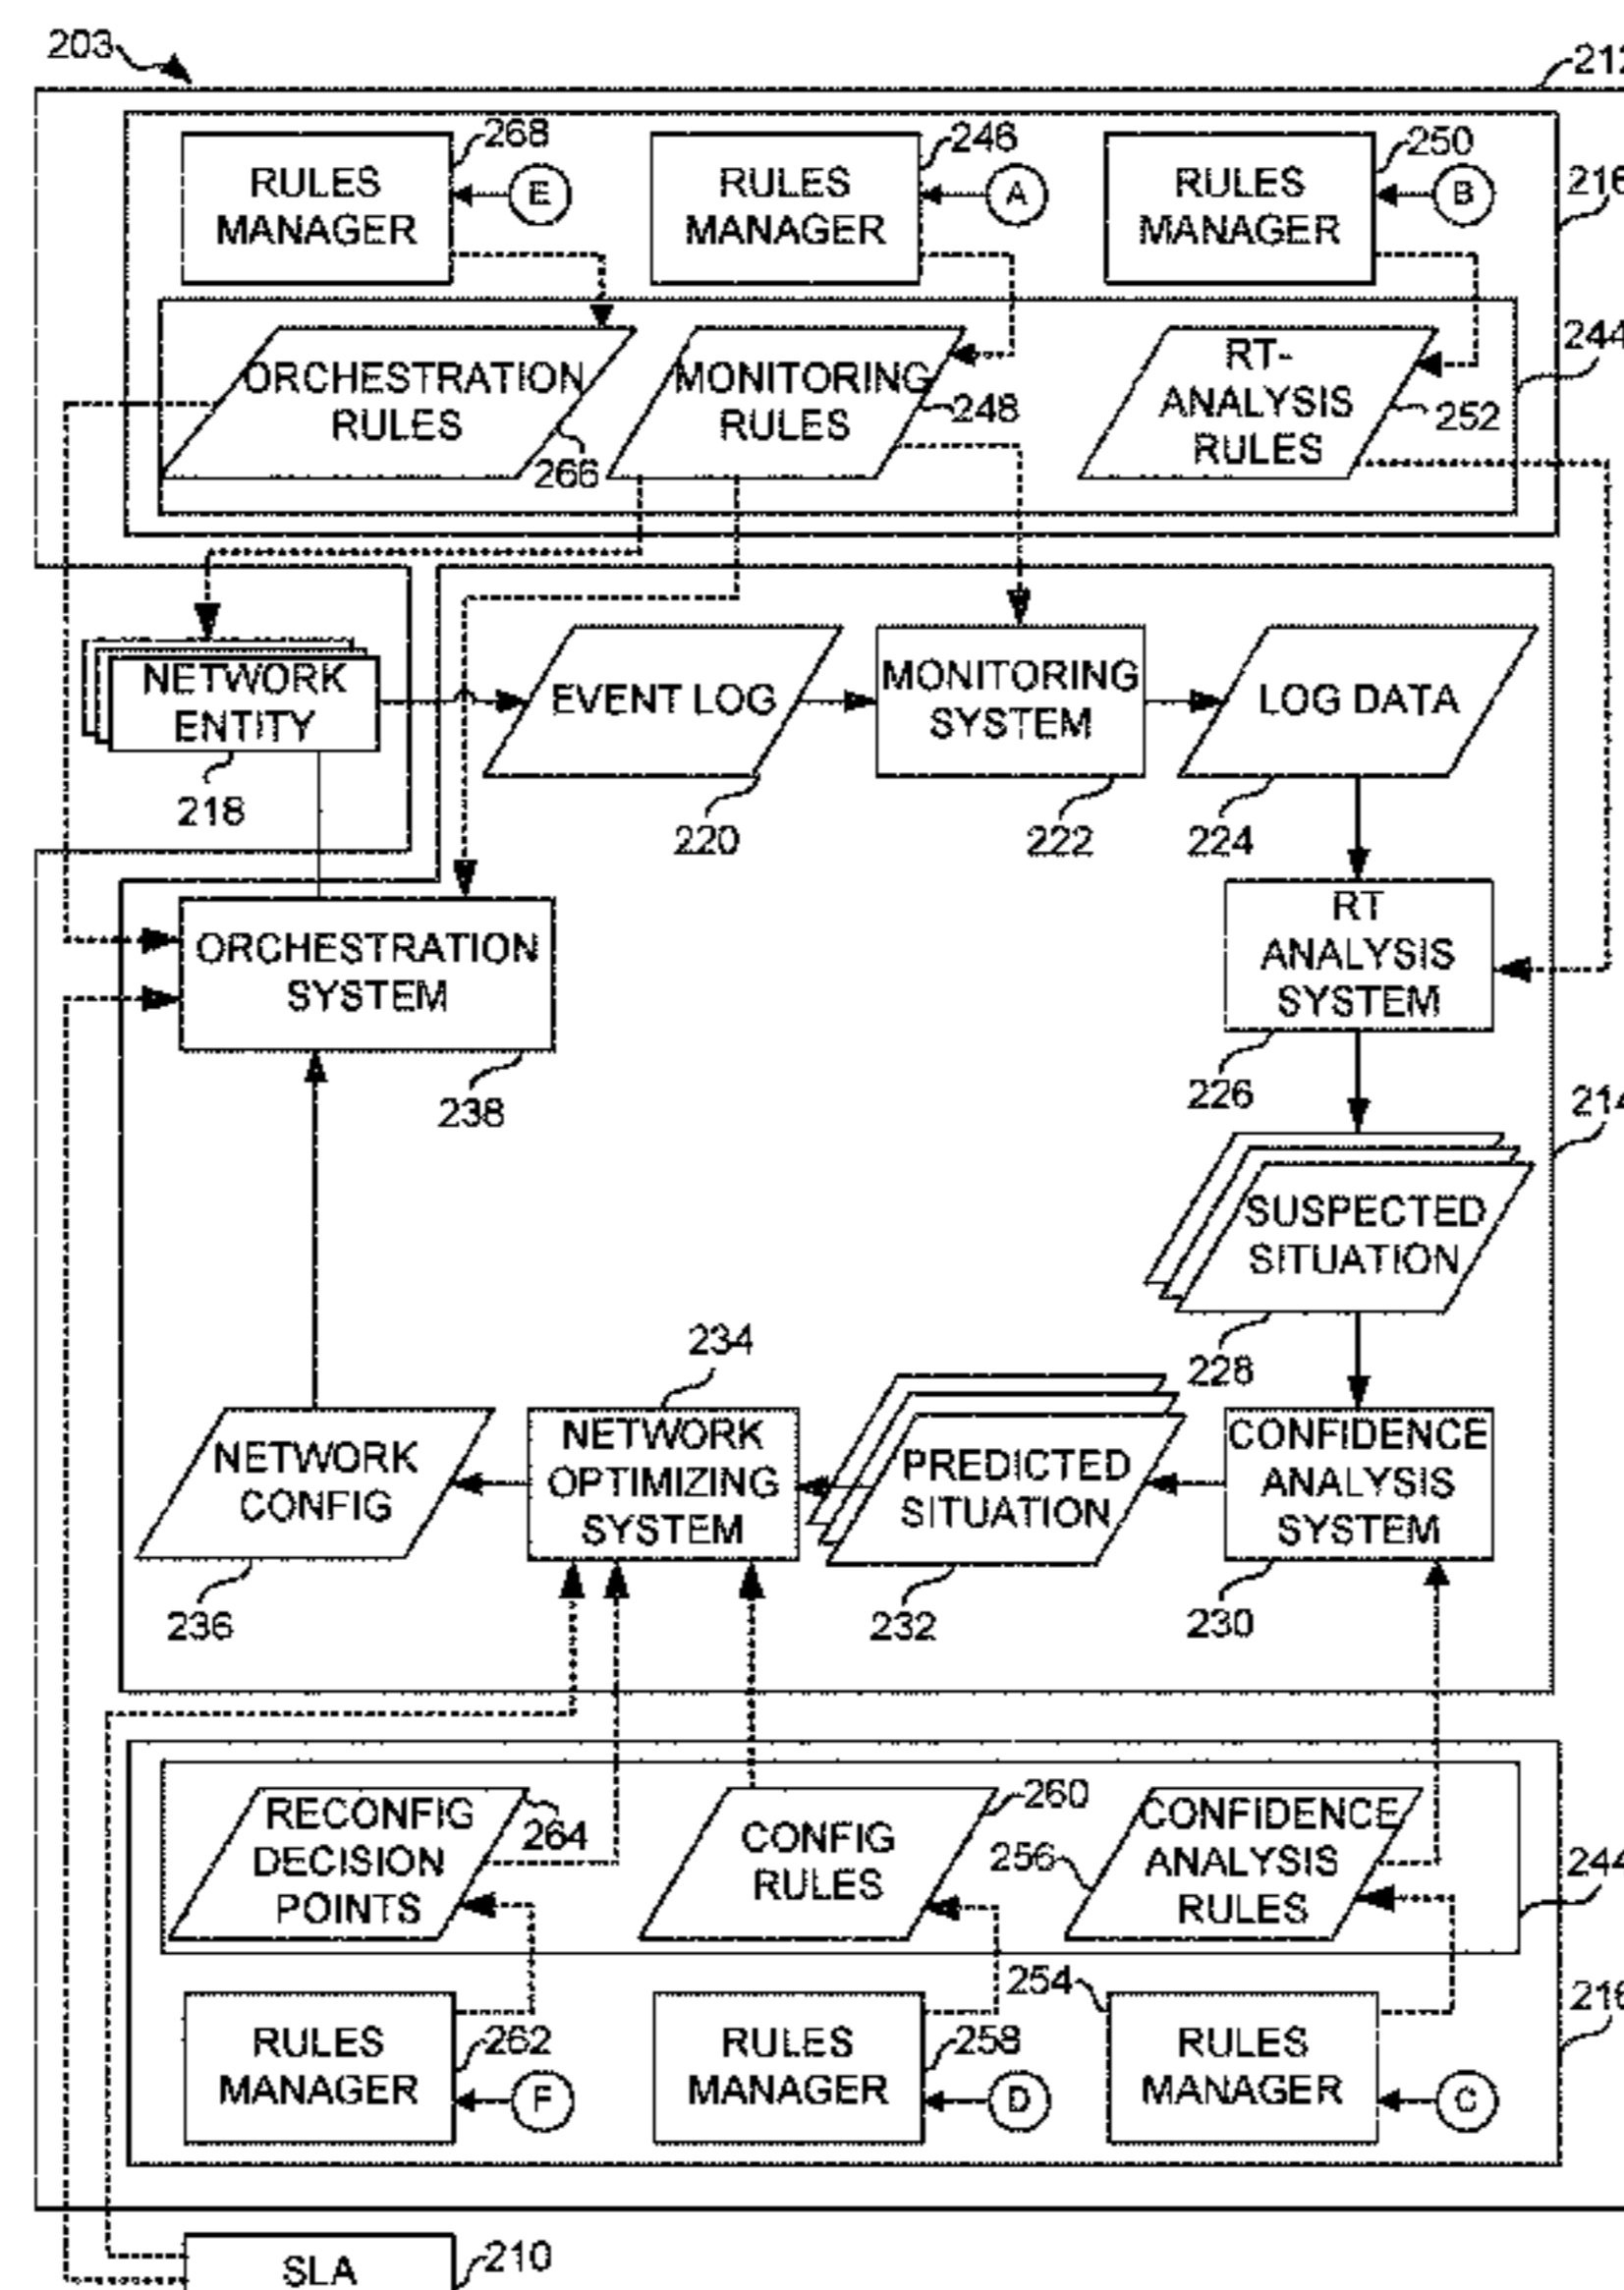 203
212
268
246
250
216
RULES
MANAGER
E
RULES
MANAGER
A
RULES
MANAGER
B
244
ORCHESTRATION
RULES
266
MONITORING
RULES
248
RT-
ANALYSIS
RULES
252
NETWORK
ENTITY
218
EVENT LOG
220
MONITORING
SYSTEM
222
LOG DATA
224
ORCHESTRATION
SYSTEM
238
RT
ANALYSIS
SYSTEM
226
214
SUSPECTED
SITUATION
228
234
NETWORK
CONFIG
236
NETWORK
OPTIMIZING
SYSTEM
PREDICTED
SITUATION
232
CONFIDENCE
ANALYSIS
SYSTEM
230
RECONFIG
DECISION
POINTS
264
CONFIG
RULES
260
256
CONFIDENCE
ANALYSIS
RULES
244
254
216
RULES
MANAGER
262
F
RULES
MANAGER
258
D
RULES
MANAGER
C
SLA
210